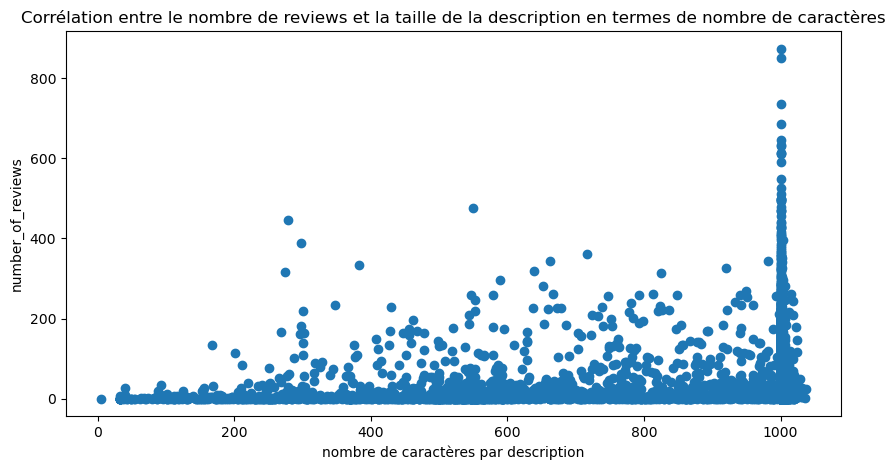 Corrélation entre le nombre de reviews et la taille de la description en termes de nombre de caractères
number_of_reviews
800
600
400
200
0
0 200 400 600 800 1000
nombre de caractères par description